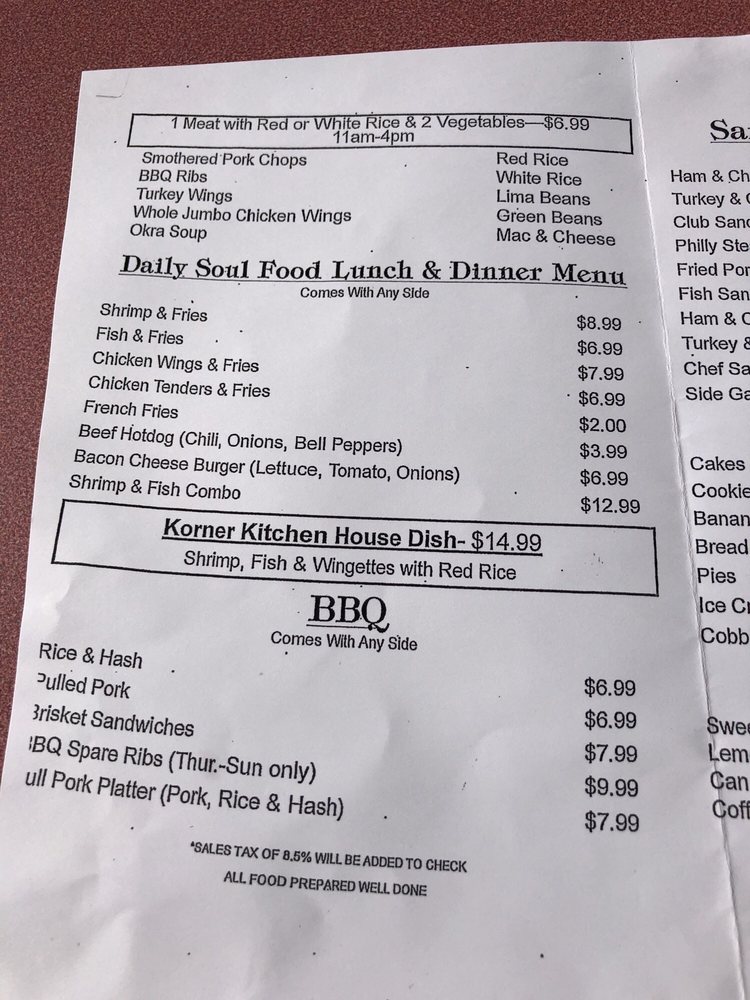 1 Meat with Red or White Rice & 2 Vegetables—$6.99
11am-4pm
Smothered Pork Chops Red Rice
BBQ Ribs White Rice
Turkey Wings Lima Beans
Whole Jumbo Chicken Wings Green Beans
Okra Soup Mac & Cheese
Daily Soul Food Lunch & Dinner Menu
Comes With Any Side
Shrimp & Fries $8.99
Fish & Fries $6.99
Chicken Wings & Fries $7.99
Chicken Tenders & Fries $6.99
French Fries $2.00
Beef Hotdog (Chili, Onions, Bell Peppers) $3.99
Bacon Cheese Burger (Lettuce, Tomato, Onions) $6.99
Shrimp & Fish Combo $12.99
Korner Kitchen House Dish- $14.99
Shrimp, Fish & Wingettes with Red Rice
BBQ
Comes With Any Side
Rice & Hash $6.99
Pulled Pork $6.99
Brisket Sandwiches $7.99
BBQ Spare Ribs (Thur.-Sun only) $9.99
ull Pork Platter (Pork, Rice & Hash) $7.99
*SALES TAX OF 8.5% WILL BE ADDED TO CHECK
ALL FOOD PREPARED WELL DONE
Ham & Ch
Turkey &
Club Sand
Philly Ste
Fried Por
Fish San
Ham & C
Turkey &
Chef Sa
Side Ga
Cakes
Cookie
Banan
Bread
Pies
Ice Cr
Cobb
Swee
Lem
Can
Coff